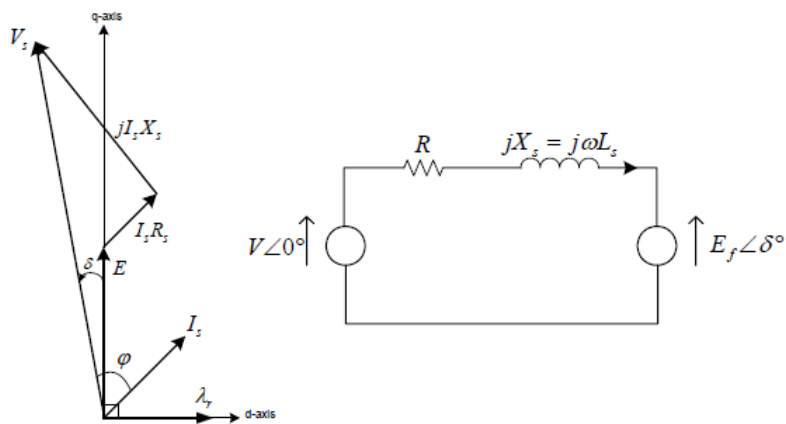 q-axis
V_s
jI_sX_s
I_sR_s
δ
E
φ
I_s
λ_r
d-axis
R
jX_s = jωL_s
V∠0°
E_f∠δ°